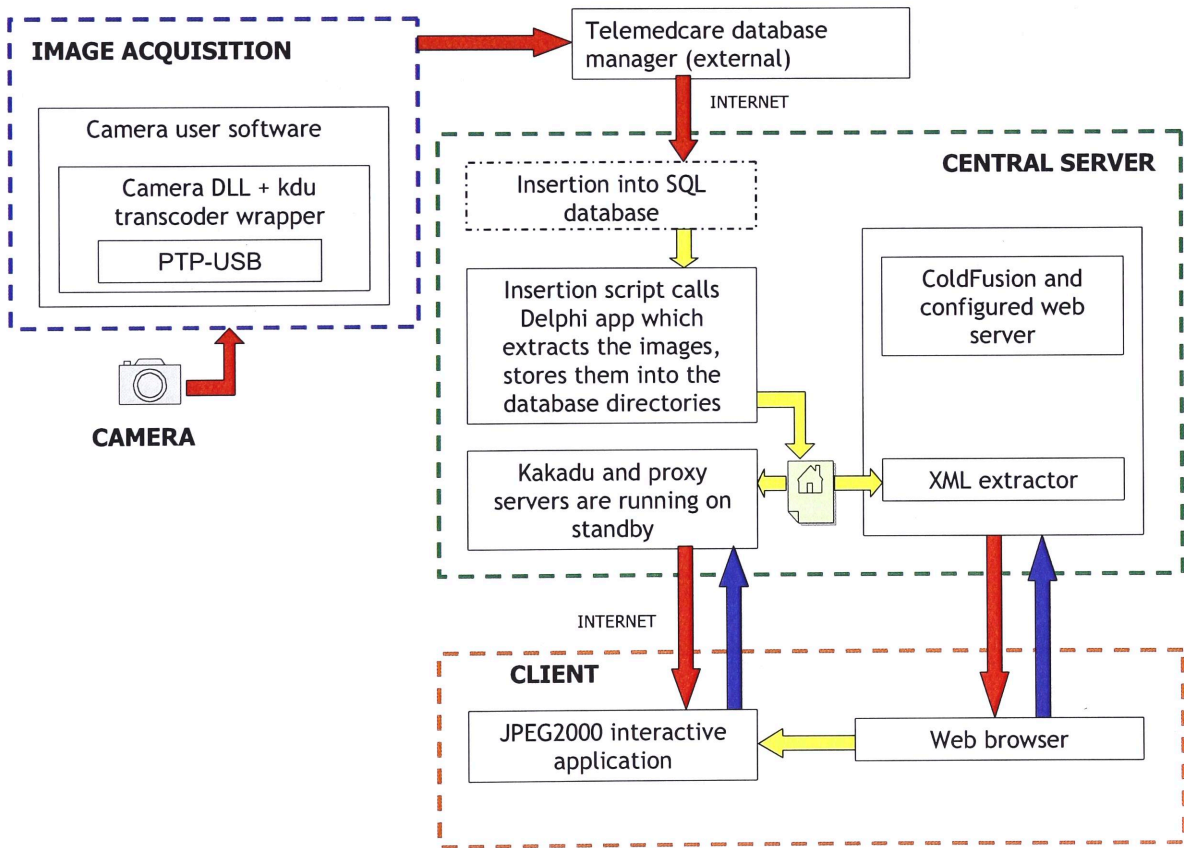 IMAGE ACQUISITION
Camera user software
Camera DLL + kdu
transcoder wrapper
PTP-USB
CAMERA
Telemedcare database
manager (external)
INTERNET
CENTRAL SERVER
Insertion into SQL
database
Insertion script calls
Delphi app which
extracts the images,
stores them into the
database directories
ColdFusion and
configured web
server
Kakadu and proxy
servers are running on
standby
XML extractor
INTERNET
CLIENT
JPEG2000 interactive
application
Web browser